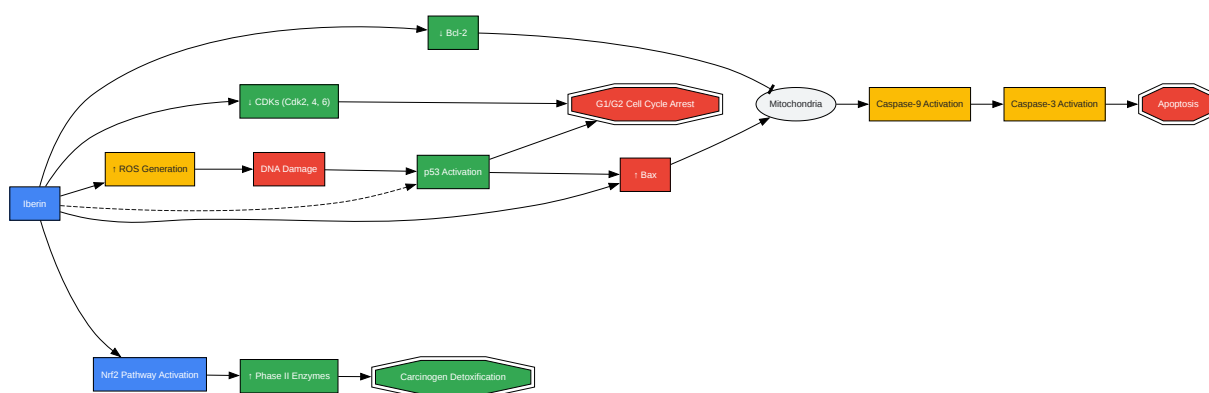 ↓ Bcl-2
↓ CDKs (Cdk2, 4, 6)
G1/G2 Cell Cycle Arrest
Mitochondria
Caspase-9 Activation
Caspase-3 Activation
Apoptosis
↑ ROS Generation
DNA Damage
p53 Activation
↑ Bax
Iberin
Nrf2 Pathway Activation
↑ Phase II Enzymes
Carcinogen Detoxification